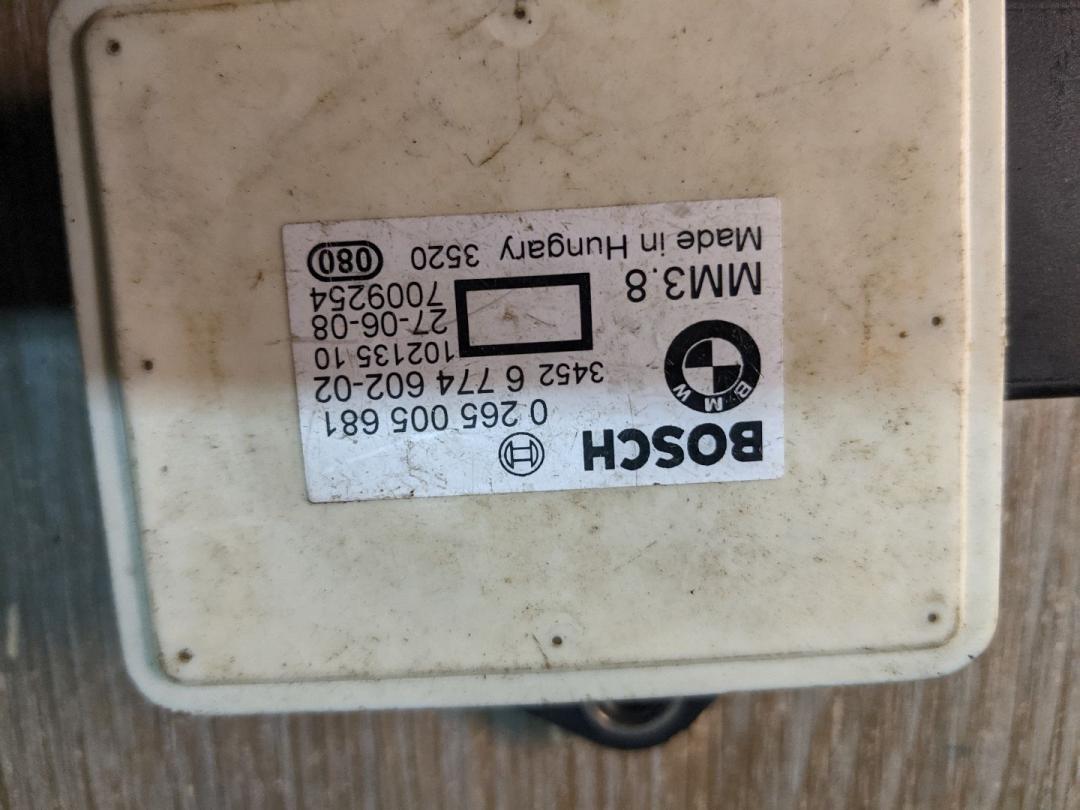 BOSCH
0 265 005 681
3452 6 774 602-02
BMW
102135 10
27-06-08
7009254
MM3.8
Made in Hungary 3520
080